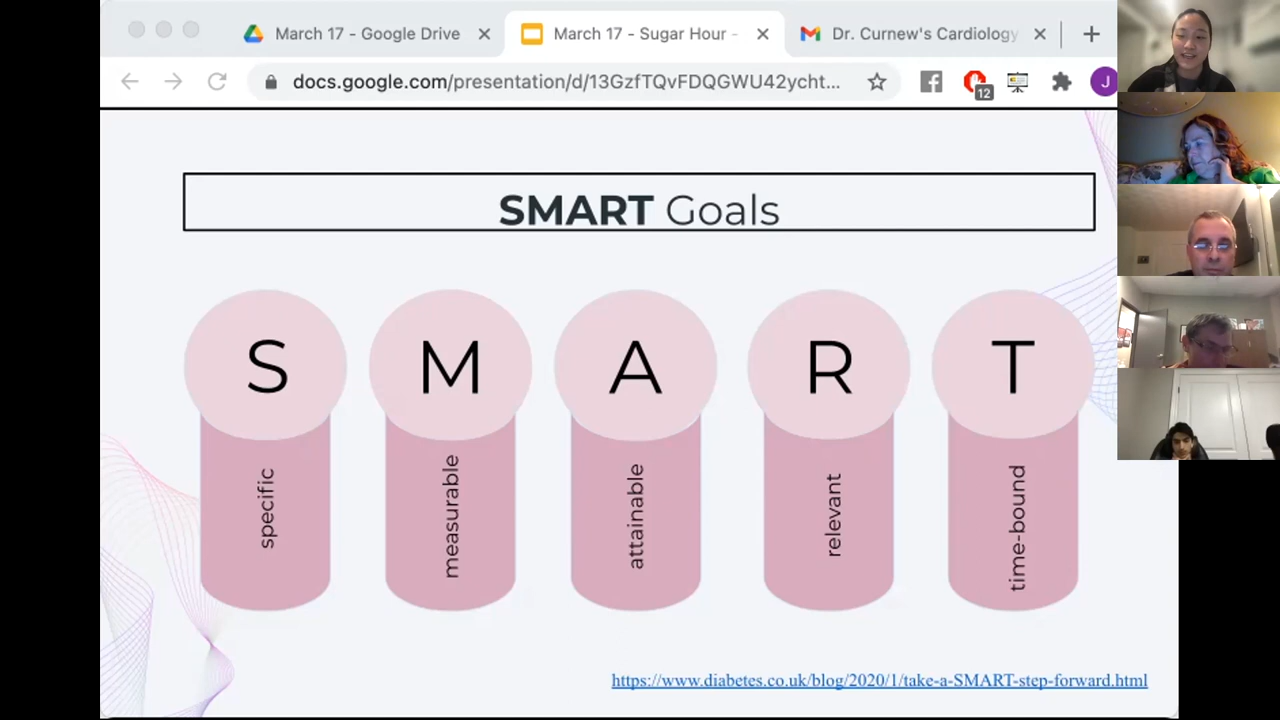 March 17 - Google Drive
March 17 - Sugar Hour -
Dr. Curnew's Cardiology
docs.google.com/presentation/d/13GzfTQvFDQGWU42ycht...
12
J
SMART Goals
S
M
A
R
T
specific
measurable
attainable
relevant
time-bound
https://www.diabetes.co.uk/blog/2020/1/take-a-SMART-step-forward.html